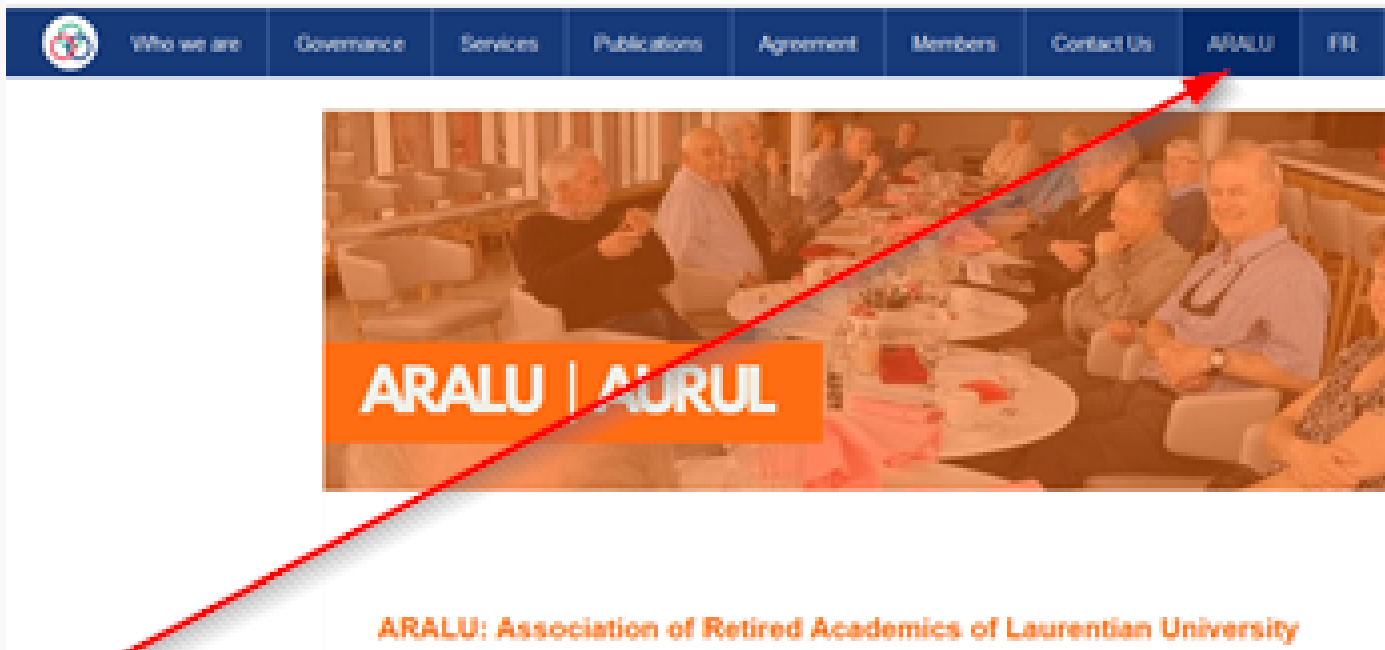 Who we are Governance Services Publications Agreement Members Contact Us ARALU FR
ARALU | AURUL
ARALU: Association of Retired Academics of Laurentian University